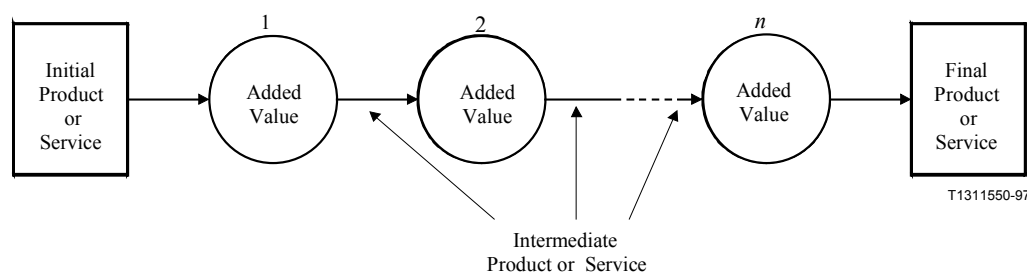 1
2
n
Initial
Product
or
Service
Added
Value
Added
Value
Added
Value
Final
Product
or
Service
T1311550-97
Intermediate
Product or Service